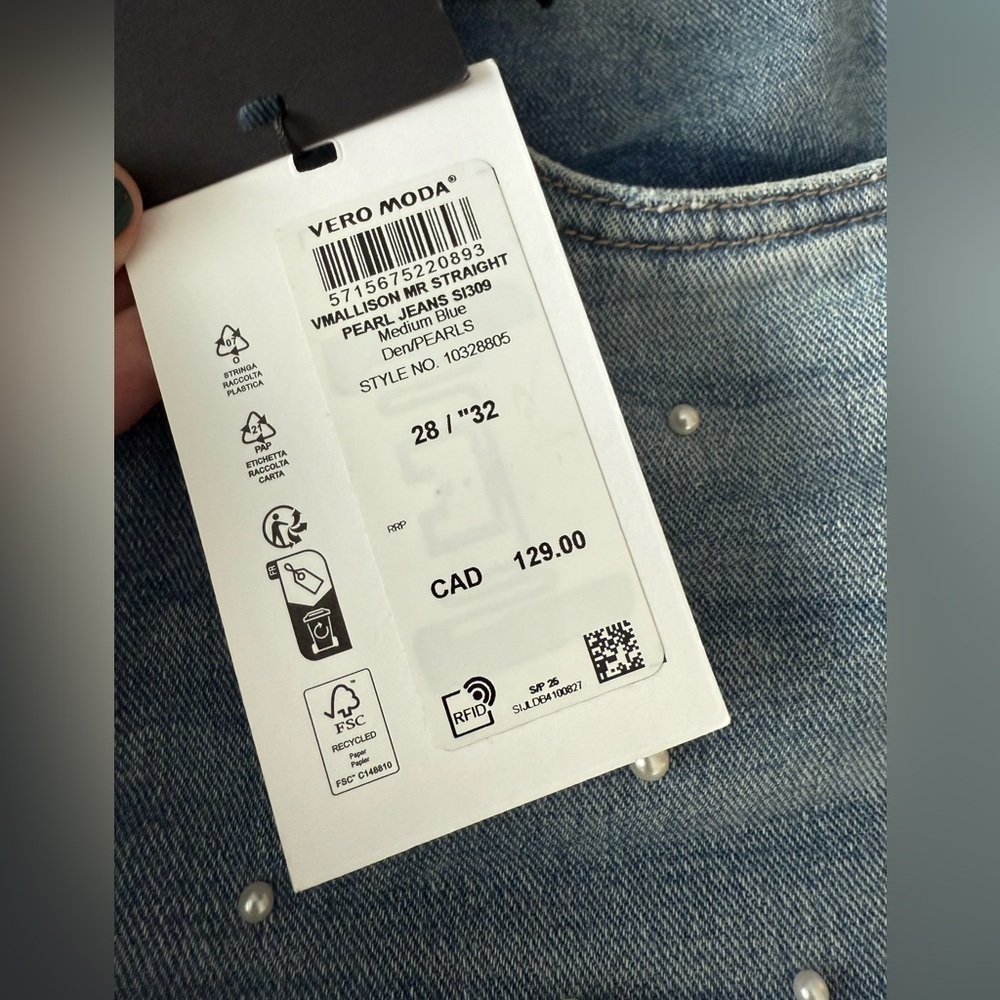 VERO MODA®
5715675220893
VMALLISON MR STRAIGHT
PEARL JEANS SI309
Medium Blue
Den/PEARLS
STYLE NO. 10328805
28 / "32
RRP
CAD 129.00
S/P 25
SIJLDB4100827
RFID
07
O
STRINGA
RACCOLTA
PLASTICA
21
PAP
ETICHETTA
RACCOLTA
CARTA
FR
FSC™
RECYCLED
Paper
Papier
FSC® C148810